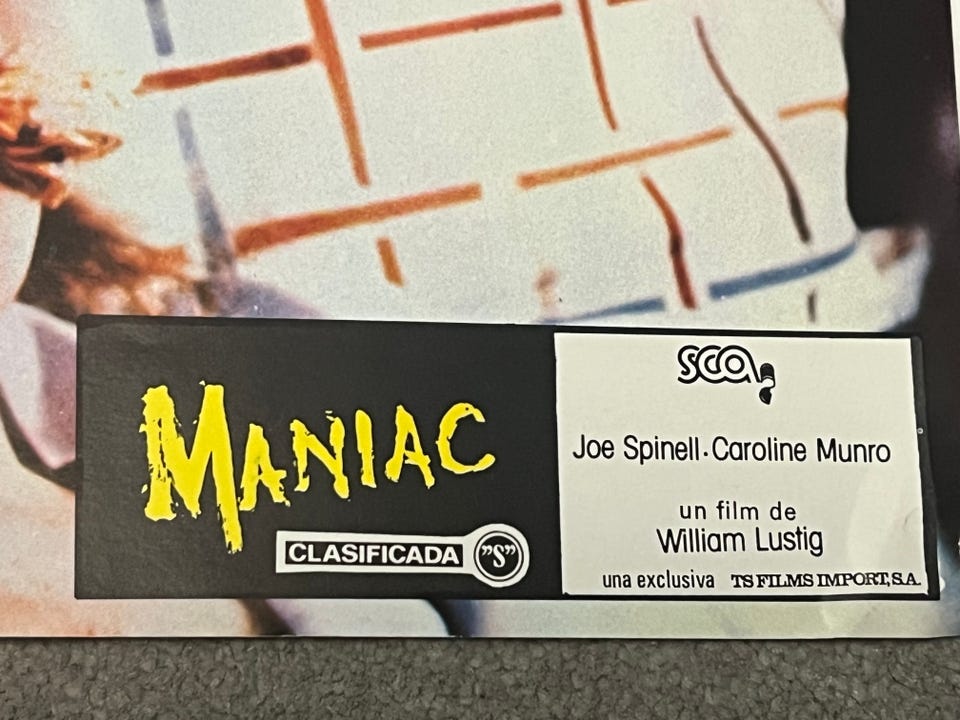 MANIAC
CLASIFICADA "S"
SCA
Joe Spinell. Caroline Munro
un film de
William Lustig
una exclusiva TS FILMS IMPORT, S.A.